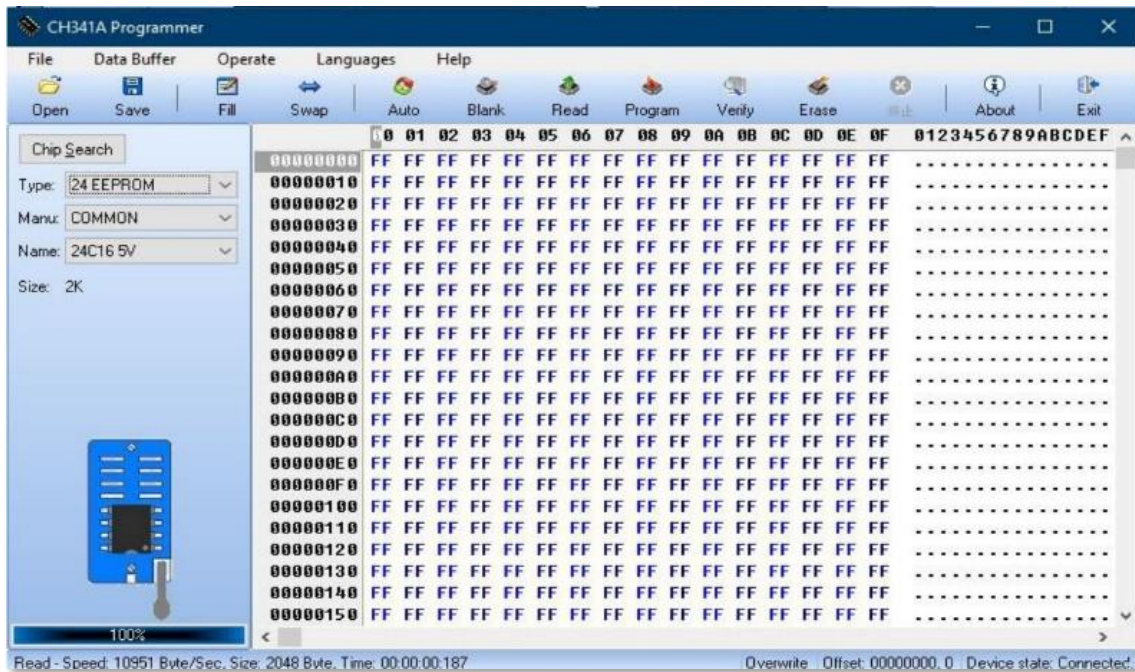 CH341A Programmer
File Data Buffer Operate Languages Help
Open Save Fill Swap Auto Blank Read Program Verify Erase 停止 About Exit
Chip Search
Type: 24 EEPROM
Manu: COMMON
Name: 24C16 5V
Size: 2K
100%
00 01 02 03 04 05 06 07 08 09 0A 0B 0C 0D 0E 0F 0123456789ABCDEF
00000000 FF FF FF FF FF FF FF FF FF FF FF FF FF FF FF FF ................
00000010 FF FF FF FF FF FF FF FF FF FF FF FF FF FF FF FF ................
00000020 FF FF FF FF FF FF FF FF FF FF FF FF FF FF FF FF ................
00000030 FF FF FF FF FF FF FF FF FF FF FF FF FF FF FF FF ................
00000040 FF FF FF FF FF FF FF FF FF FF FF FF FF FF FF FF ................
00000050 FF FF FF FF FF FF FF FF FF FF FF FF FF FF FF FF ................
00000060 FF FF FF FF FF FF FF FF FF FF FF FF FF FF FF FF ................
00000070 FF FF FF FF FF FF FF FF FF FF FF FF FF FF FF FF ................
00000080 FF FF FF FF FF FF FF FF FF FF FF FF FF FF FF FF ................
00000090 FF FF FF FF FF FF FF FF FF FF FF FF FF FF FF FF ................
000000A0 FF FF FF FF FF FF FF FF FF FF FF FF FF FF FF FF ................
000000B0 FF FF FF FF FF FF FF FF FF FF FF FF FF FF FF FF ................
000000C0 FF FF FF FF FF FF FF FF FF FF FF FF FF FF FF FF ................
000000D0 FF FF FF FF FF FF FF FF FF FF FF FF FF FF FF FF ................
000000E0 FF FF FF FF FF FF FF FF FF FF FF FF FF FF FF FF ................
000000F0 FF FF FF FF FF FF FF FF FF FF FF FF FF FF FF FF ................
00000100 FF FF FF FF FF FF FF FF FF FF FF FF FF FF FF FF ................
00000110 FF FF FF FF FF FF FF FF FF FF FF FF FF FF FF FF ................
00000120 FF FF FF FF FF FF FF FF FF FF FF FF FF FF FF FF ................
00000130 FF FF FF FF FF FF FF FF FF FF FF FF FF FF FF FF ................
00000140 FF FF FF FF FF FF FF FF FF FF FF FF FF FF FF FF ................
00000150 FF FF FF FF FF FF FF FF FF FF FF FF FF FF FF FF ................
Read - Speed: 10951 Byte/Sec, Size: 2048 Byte, Time: 00:00:00:187 Overwrite Offset: 00000000, 0 Device state: Connected